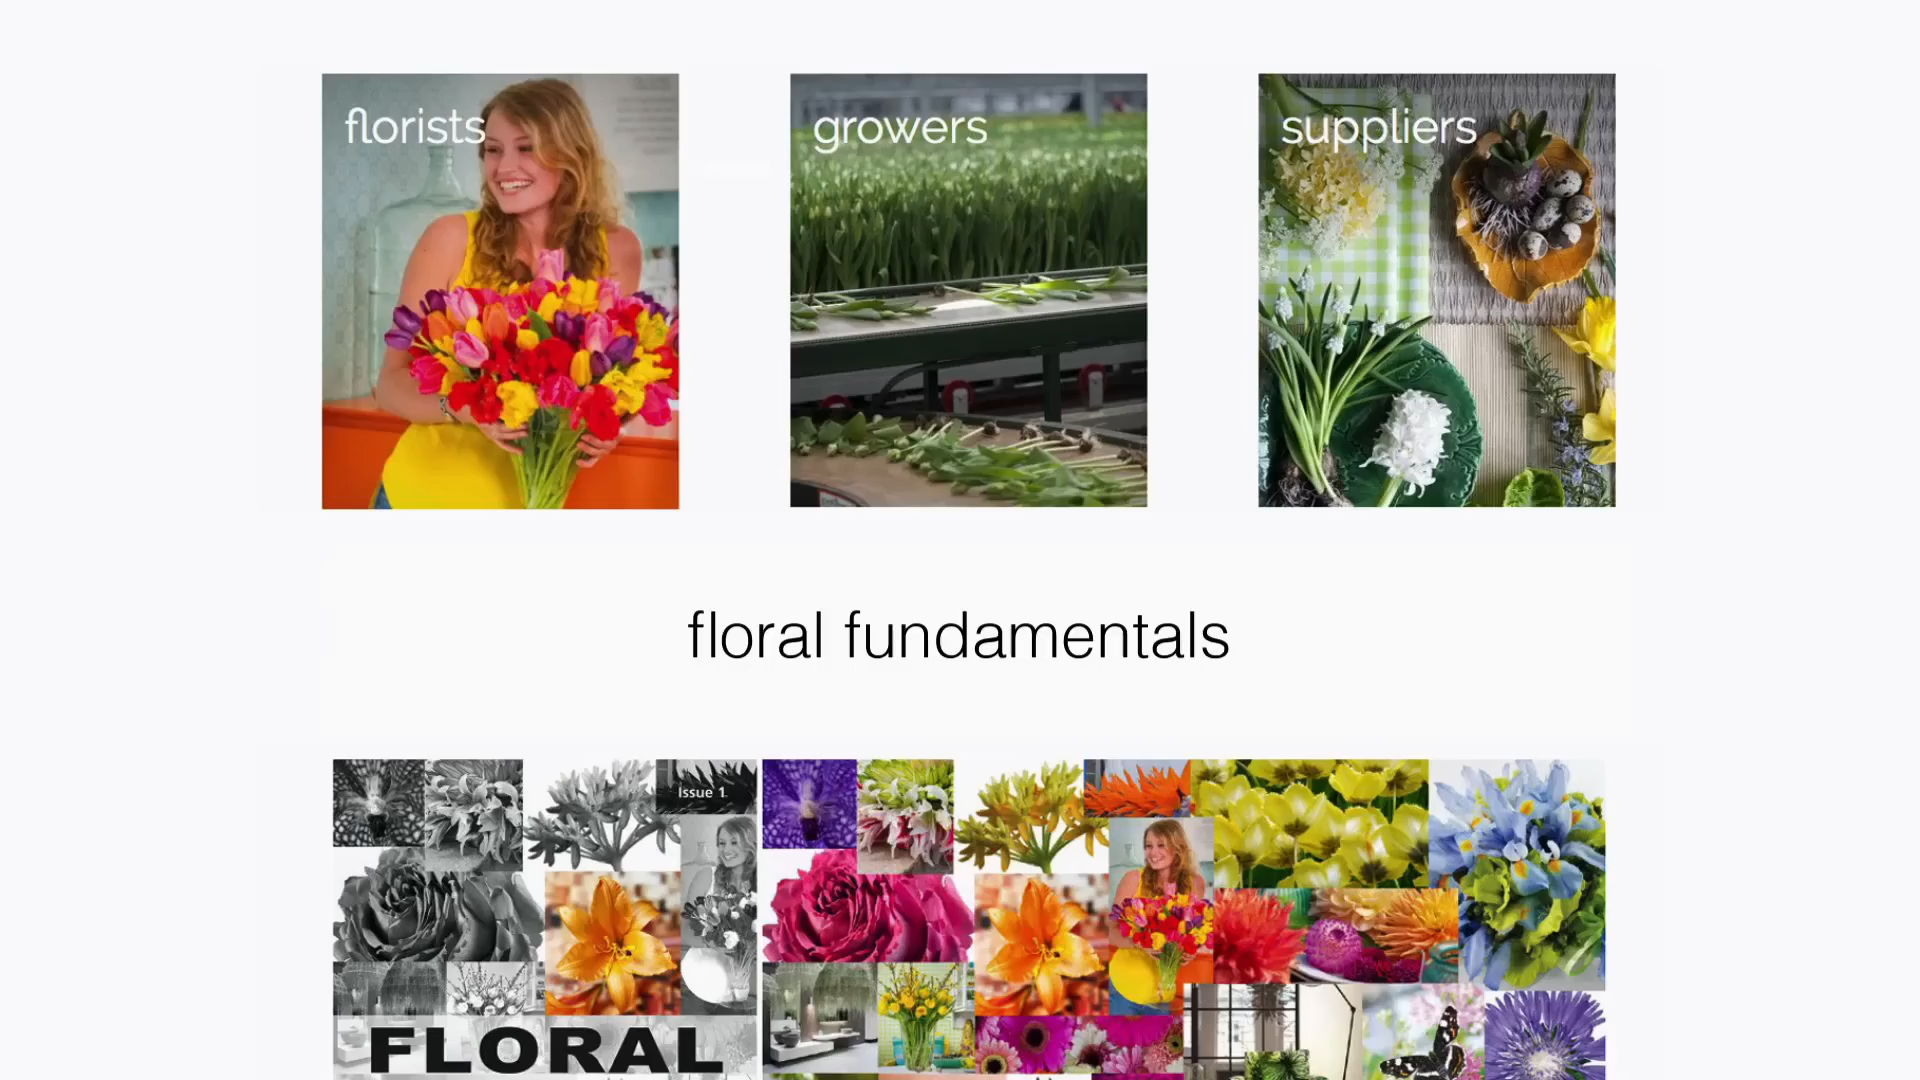 florists
growers
suppliers
floral fundamentals
Issue 1
FLORAL